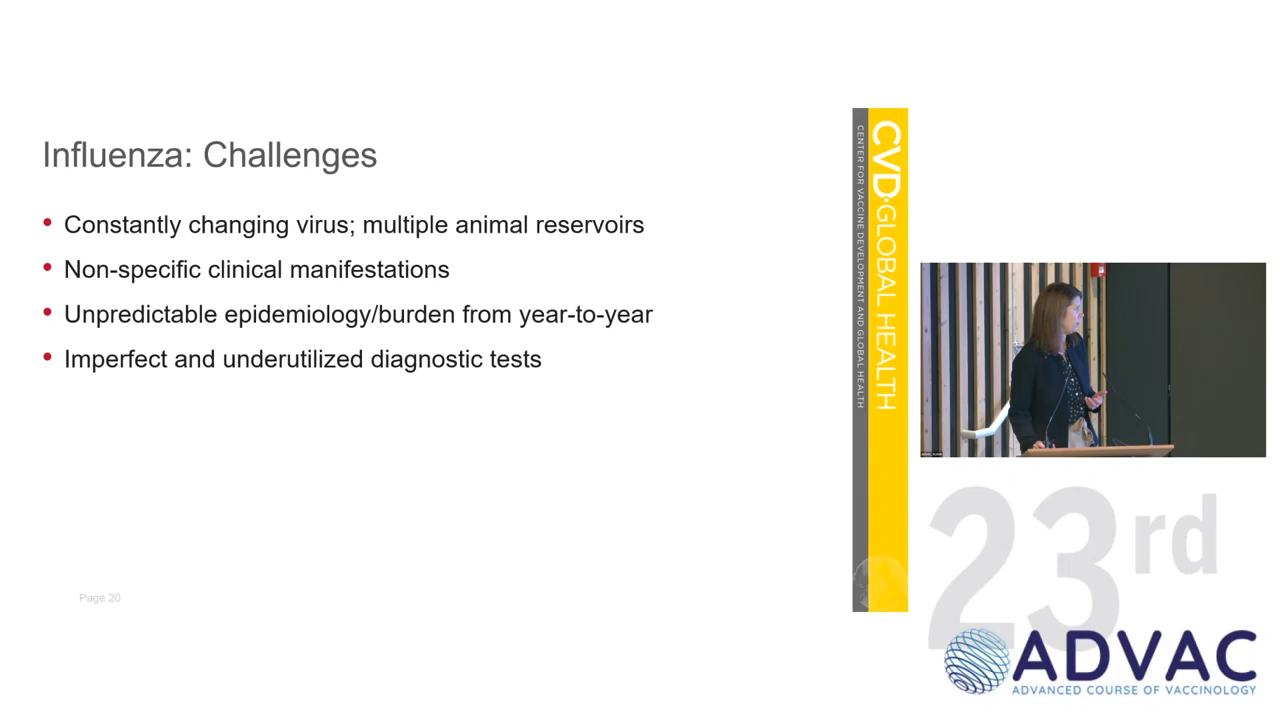 Influenza: Challenges
• Constantly changing virus; multiple animal reservoirs
• Non-specific clinical manifestations
• Unpredictable epidemiology/burden from year-to-year
• Imperfect and underutilized diagnostic tests
Page 20
CVD·GLOBAL HEALTH
CENTER FOR VACCINE DEVELOPMENT AND GLOBAL HEALTH
23rd
ADVAC
ADVANCED COURSE OF VACCINOLOGY